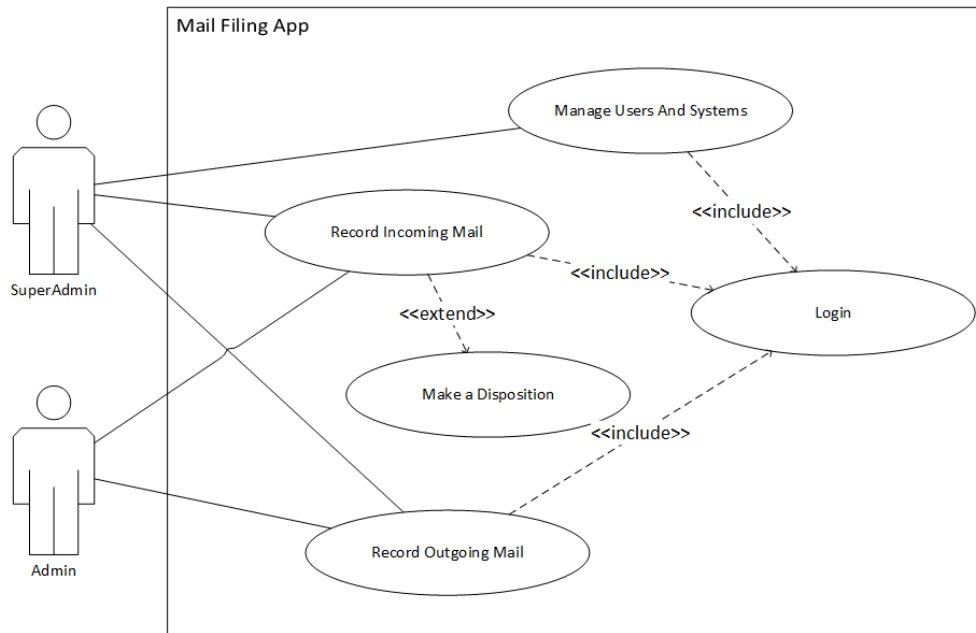 Mail Filing App
Manage Users And Systems
<<include>>
Record Incoming Mail
<<include>>
SuperAdmin
<<extend>>
Login
Make a Disposition
<<include>>
Record Outgoing Mail
Admin